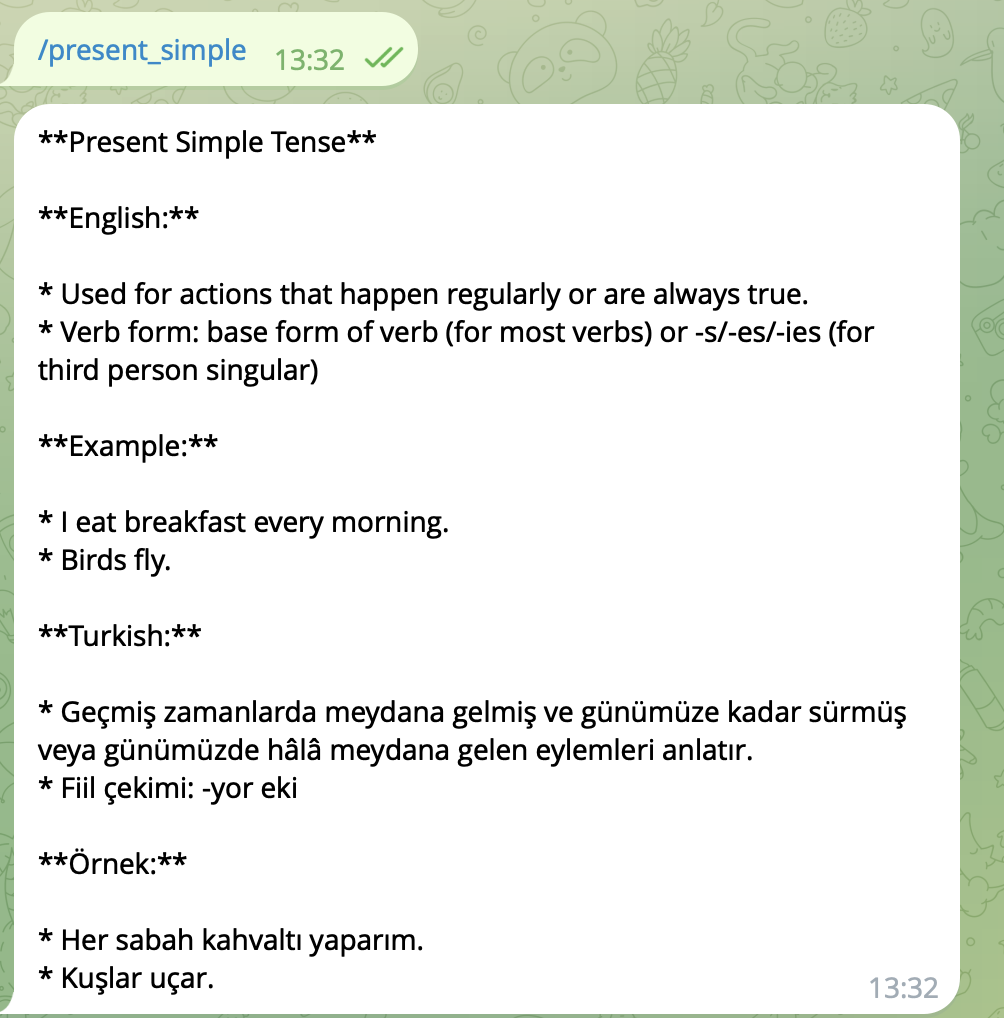 /present_simple 13:32
**Present Simple Tense**
**English:**
* Used for actions that happen regularly or are always true.
* Verb form: base form of verb (for most verbs) or -s/-es/-ies (for
third person singular)
**Example:**
* I eat breakfast every morning.
* Birds fly.
**Turkish:**
* Geçmiş zamanlarda meydana gelmiş ve günümüze kadar sürmüş
veya günümüzde hâlâ meydana gelen eylemleri anlatır.
* Fiil çekimi: -yor eki
**Örnek:**
* Her sabah kahvaltı yaparım.
* Kuşlar uçar.
13:32